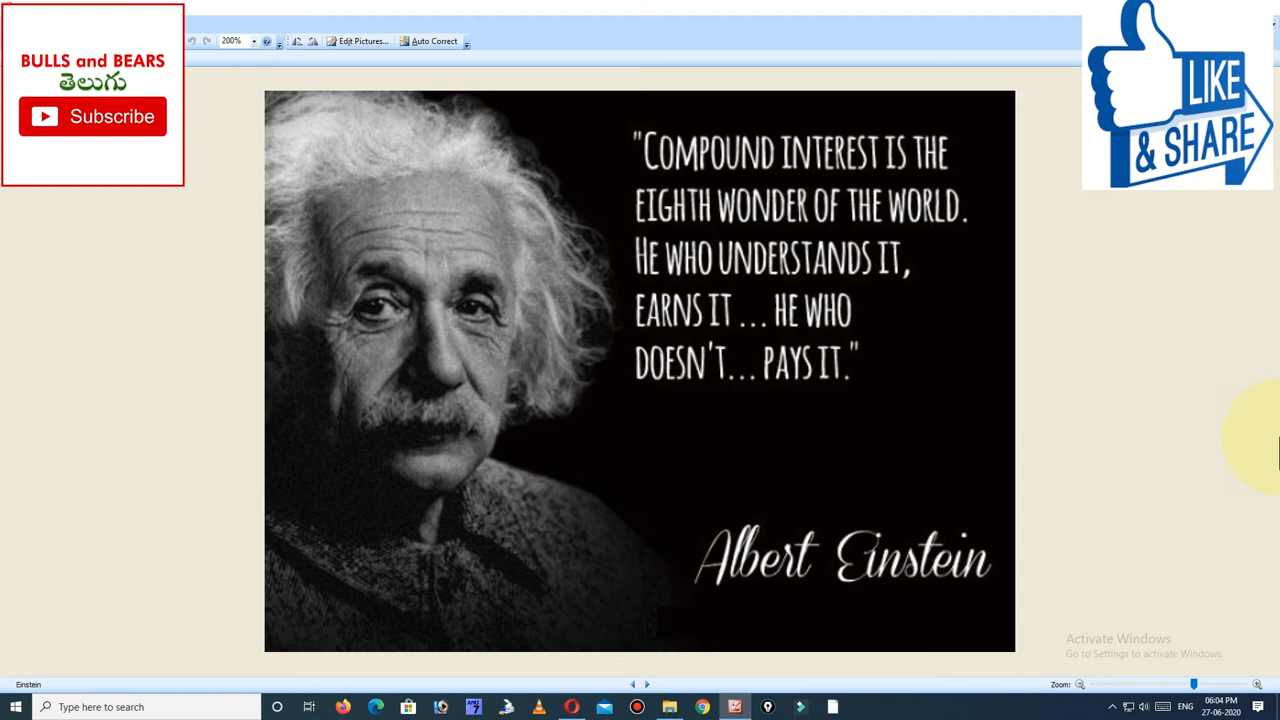 BULLS and BEARS
తెలుగు
Subscribe
200%
Edit Pictures...
Auto Correct
LIKE
& SHARE
"COMPOUND INTEREST IS THE
EIGHTH WONDER OF THE WORLD.
HE WHO UNDERSTANDS IT,
EARNS IT ... HE WHO
DOESN'T... PAYS IT."
Albert Einstein
Activate Windows
Go to Settings to activate Windows.
Einstein
Zoom:
Type here to search
ENG
06:04 PM
27-06-2020